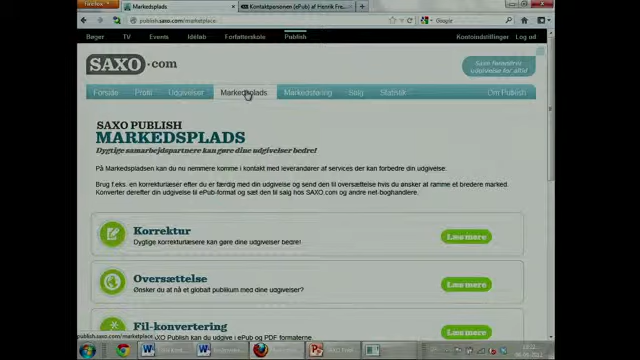 Markedsplads
Kontaktpersonen (ePub) af Henrik Fre...
publish.saxo.com/marketplace
Google
Bøger TV Events Idélab Forfatterskole Publish Kontoindstillinger Log ud
SAXO.com
Saxo Premieres
udgivelser for altid
Forside Profil Udgivelser Markedsplads Markedsføring Salg Statistik Om Publish
SAXO PUBLISH
MARKEDSPLADS
Dygtige samarbejdspartnere kan gøre dine udgivelser bedre!
På Markedspladsen kan du nu nemmere komme i kontakt med leverandører af services der kan forbedre din udgivelse.
Brug f.eks. en korrekturlæser efter du er færdig med din udgivelse og send den til oversættelse hvis du ønsker at ramme et bredere marked.
Konverter derefter din udgivelse til ePub-format og sæt den til salg hos SAXO.com og andre net-boghandlere.
Korrektur
Dygtige korrekturlæsere kan gøre dine udgivelser bedre!
Læs mere
Oversættelse
Ønsker du at nå et globalt publikum med dine udgivelser?
Læs mere
Fil-konvertering
SAXO Publish kan hjælpe med ePub og PDF formaterne
Læs mere
publish.saxo.com/marketplace